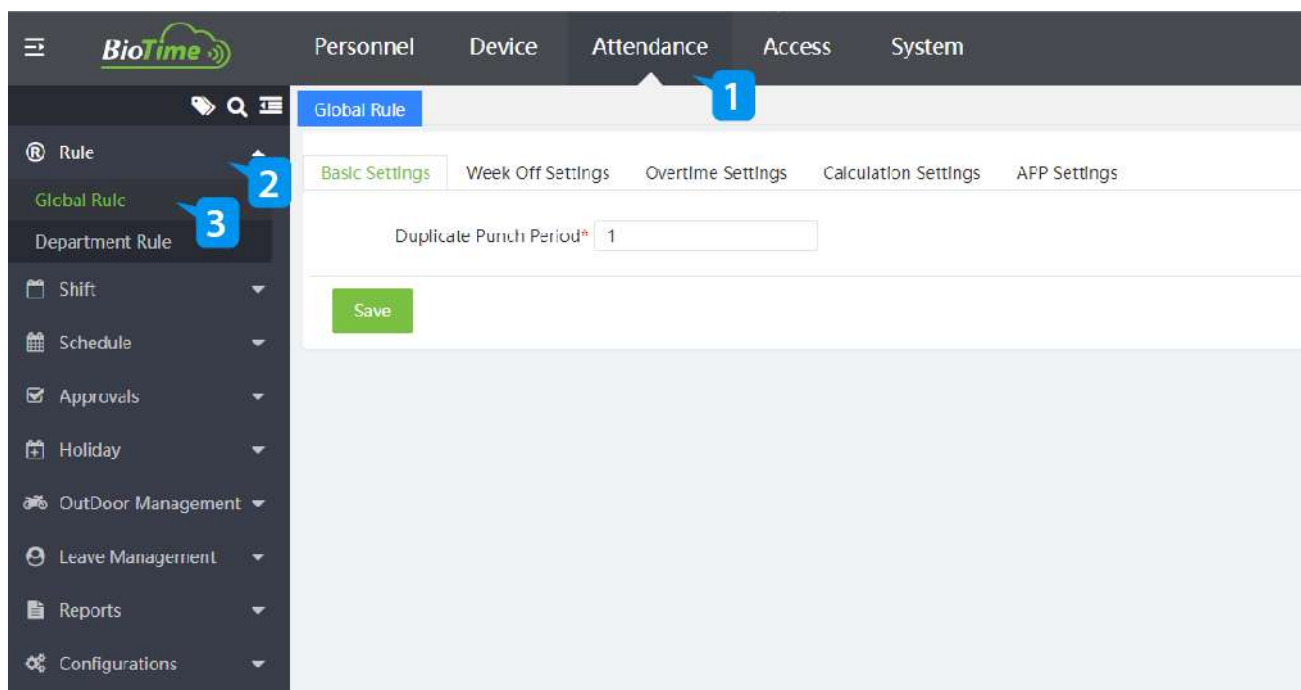 BioTime
Personnel Device Attendance Access System
1
Global Rule
® Rule
2
Basic Settings Week Off Settings Overtime Settings Calculation Settings APP Settings
Global Rule
3
Duplicate Punch Period* 1
Department Rule
Shift
Save
Schedule
Approvals
Holiday
OutDoor Management
Leave Management
Reports
Configurations